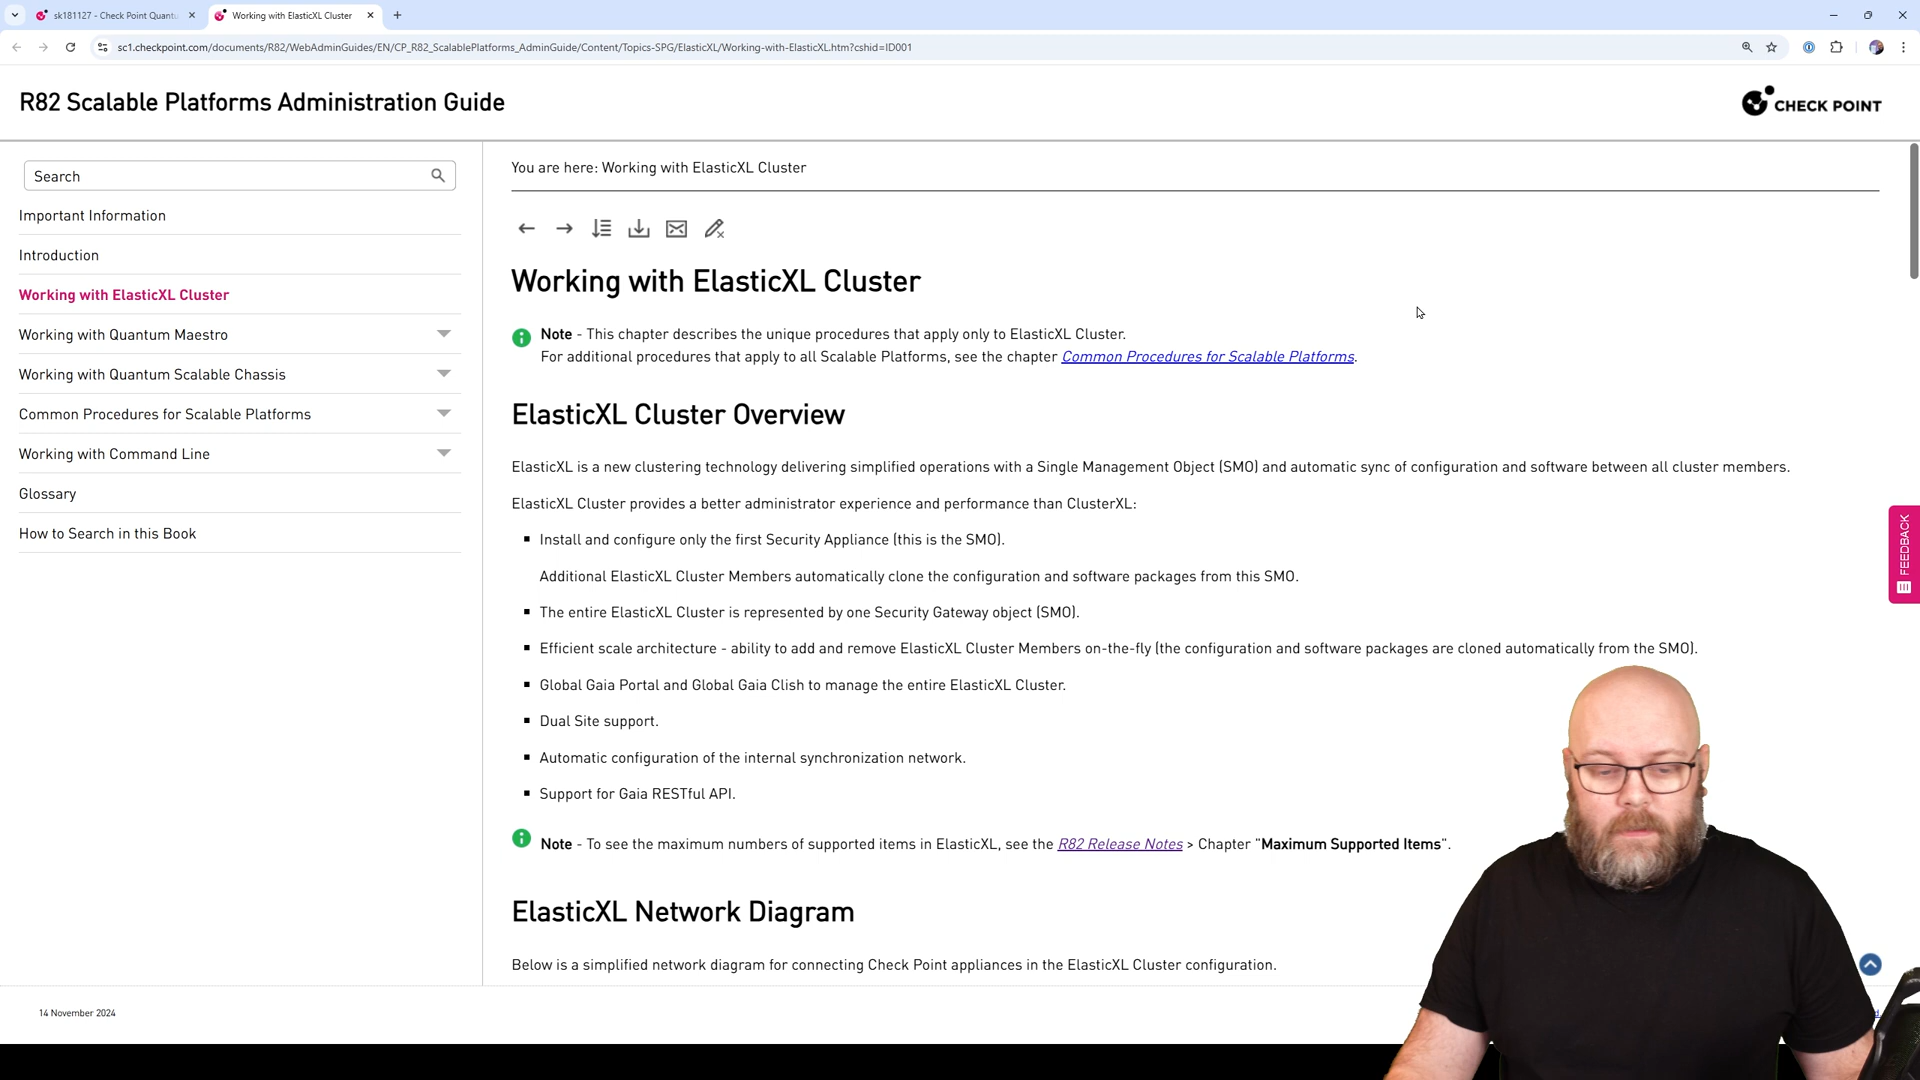 sk181127 - Check Point Quantu
Working with ElasticXL Cluster
sc1.checkpoint.com/documents/R82/WebAdminGuides/EN/CP_R82_ScalablePlatforms_AdminGuide/Content/Topics-SPG/ElasticXL/Working-with-ElasticXL.htm?cshid=ID001
R82 Scalable Platforms Administration Guide
CHECK POINT
Search
Important Information
Introduction
Working with ElasticXL Cluster
Working with Quantum Maestro
Working with Quantum Scalable Chassis
Common Procedures for Scalable Platforms
Working with Command Line
Glossary
How to Search in this Book
You are here: Working with ElasticXL Cluster
Working with ElasticXL Cluster
Note - This chapter describes the unique procedures that apply only to ElasticXL Cluster.
For additional procedures that apply to all Scalable Platforms, see the chapter Common Procedures for Scalable Platforms.
ElasticXL Cluster Overview
ElasticXL is a new clustering technology delivering simplified operations with a Single Management Object (SMO) and automatic sync of configuration and software between all cluster members.
ElasticXL Cluster provides a better administrator experience and performance than ClusterXL:
Install and configure only the first Security Appliance (this is the SMO).
Additional ElasticXL Cluster Members automatically clone the configuration and software packages from this SMO.
The entire ElasticXL Cluster is represented by one Security Gateway object (SMO).
Efficient scale architecture - ability to add and remove ElasticXL Cluster Members on-the-fly (the configuration and software packages are cloned automatically from the SMO).
Global Gaia Portal and Global Gaia Clish to manage the entire ElasticXL Cluster.
Dual Site support.
Automatic configuration of the internal synchronization network.
Support for Gaia RESTful API.
Note - To see the maximum numbers of supported items in ElasticXL, see the R82 Release Notes > Chapter "Maximum Supported Items".
ElasticXL Network Diagram
Below is a simplified network diagram for connecting Check Point appliances in the ElasticXL Cluster configuration.
FEEDBACK
14 November 2024